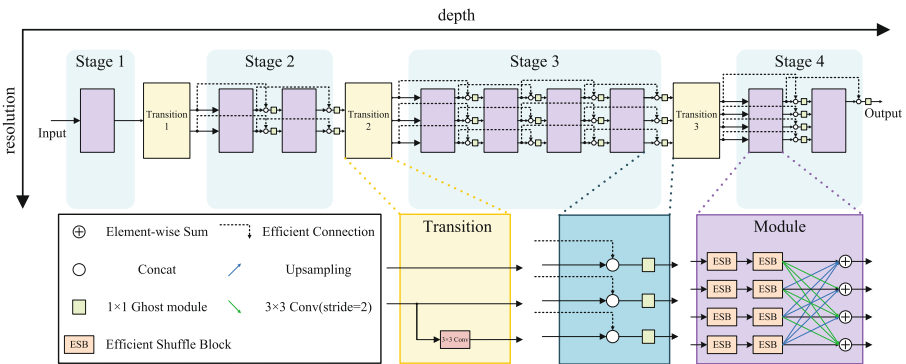 depth
resolution
Stage 1
Stage 2
Stage 3
Stage 4
Input
Transition
1
Transition
2
Transition
3
Output
Element-wise Sum
Efficient Connection
Concat
Upsampling
1×1 Ghost module
3×3 Conv(stride=2)
ESB
Efficient Shuffle Block
Transition
3×3 Conv
Module
ESB ESB
ESB ESB
ESB ESB
ESB ESB